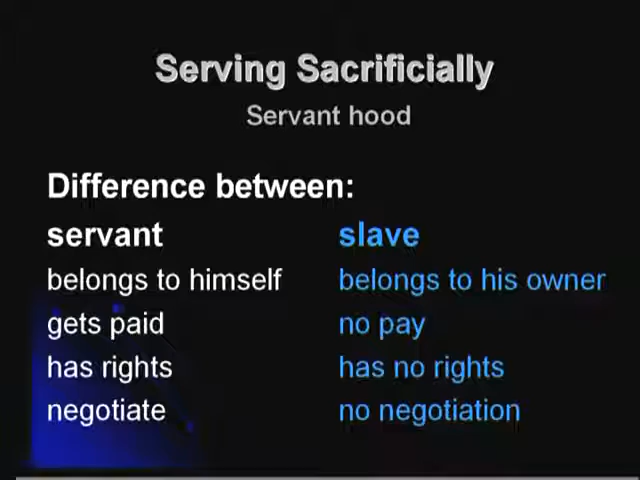 Serving Sacrificially
Servant hood
Difference between:
servant slave
belongs to himself belongs to his owner
gets paid no pay
has rights has no rights
negotiate no negotiation